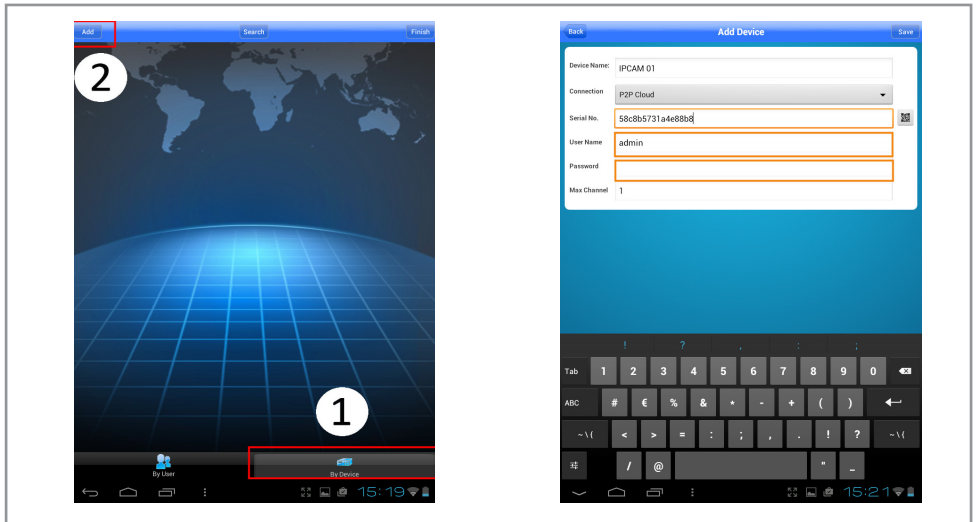 Add Search Finish
2
1
By User By Device
15:19
Back Add Device Save
Device Name: IPCAM 01
Connection P2P Cloud
Serial No. 58c8b5731a4e88b8
User Name admin
Password
Max Channel 1
! ? , : ;
Tab 1 2 3 4 5 6 7 8 9 0
ABC # € % & * - + ( )
~\{ < > = : ; , . ! ? ~\{
/ @ " _
15:21